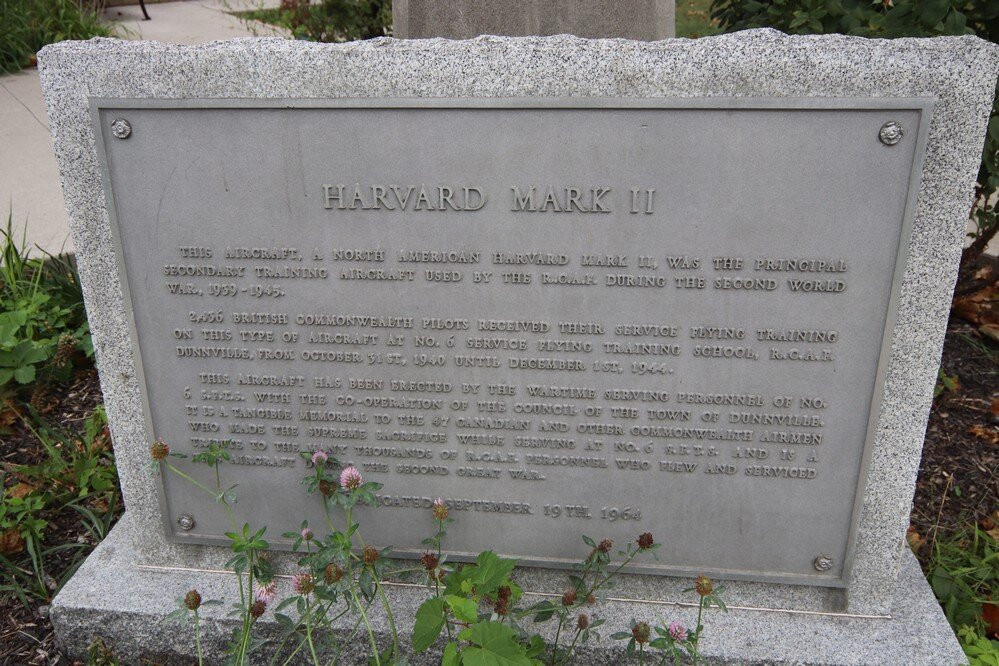 HARVARD MARK II
THIS AIRCRAFT, A NORTH AMERICAN HARVARD MARK II, WAS THE PRINCIPAL
SECONDARY TRAINING AIRCRAFT USED BY THE R.C.A.F. DURING THE SECOND WORLD
WAR, 1939-1945.
2,436 BRITISH COMMONWEALTH PILOTS RECEIVED THEIR SERVICE FLYING TRAINING
ON THIS TYPE OF AIRCRAFT AT NO. 6 SERVICE FLYING TRAINING SCHOOL, R.C.A.F.
DUNNVILLE, FROM OCTOBER 31ST, 1940 UNTIL DECEMBER 1ST, 1944.
THIS AIRCRAFT HAS BEEN ERECTED BY THE WARTIME SERVING PERSONNEL OF NO.
6 S.F.T.S. WITH THE CO-OPERATION OF THE COUNCIL OF THE TOWN OF DUNNVILLE.
IT IS A TANGIBLE MEMORIAL TO THE 47 CANADIAN AND OTHER COMMONWEALTH AIRMEN
WHO MADE THE SUPREME SACRIFICE WHILE SERVING AT NO. 6 S.F.T.S. AND IS A
TRIBUTE TO THE MANY THOUSANDS OF R.C.A.F. PERSONNEL WHO FLEW AND SERVICED
AIRCRAFT THE SECOND GREAT WAR.
SEPTEMBER 19TH, 1964